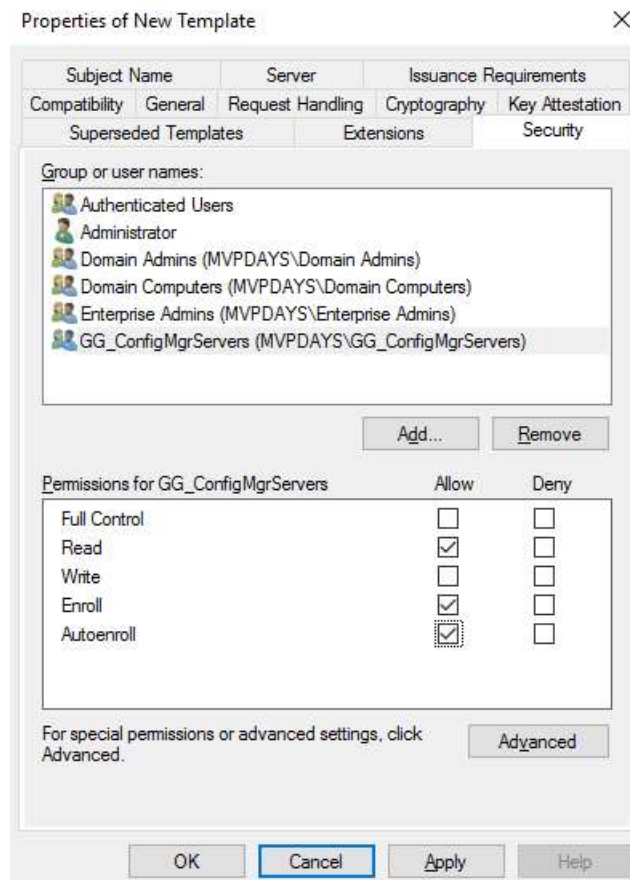 Properties of New Template
Subject Name Server Issuance Requirements
Compatibility General Request Handling Cryptography Key Attestation
Superseded Templates Extensions Security
Group or user names:
Authenticated Users
Administrator
Domain Admins (MVPDAYS\Domain Admins)
Domain Computers (MVPDAYS\Domain Computers)
Enterprise Admins (MVPDAYS\Enterprise Admins)
GG_ConfigMgrServers (MVPDAYS\GG_ConfigMgrServers)
Add... Remove
Permissions for GG_ConfigMgrServers Allow Deny
Full Control
Read
Write
Enroll
Autoenroll
For special permissions or advanced settings, click
Advanced. Advanced
OK Cancel Apply Help